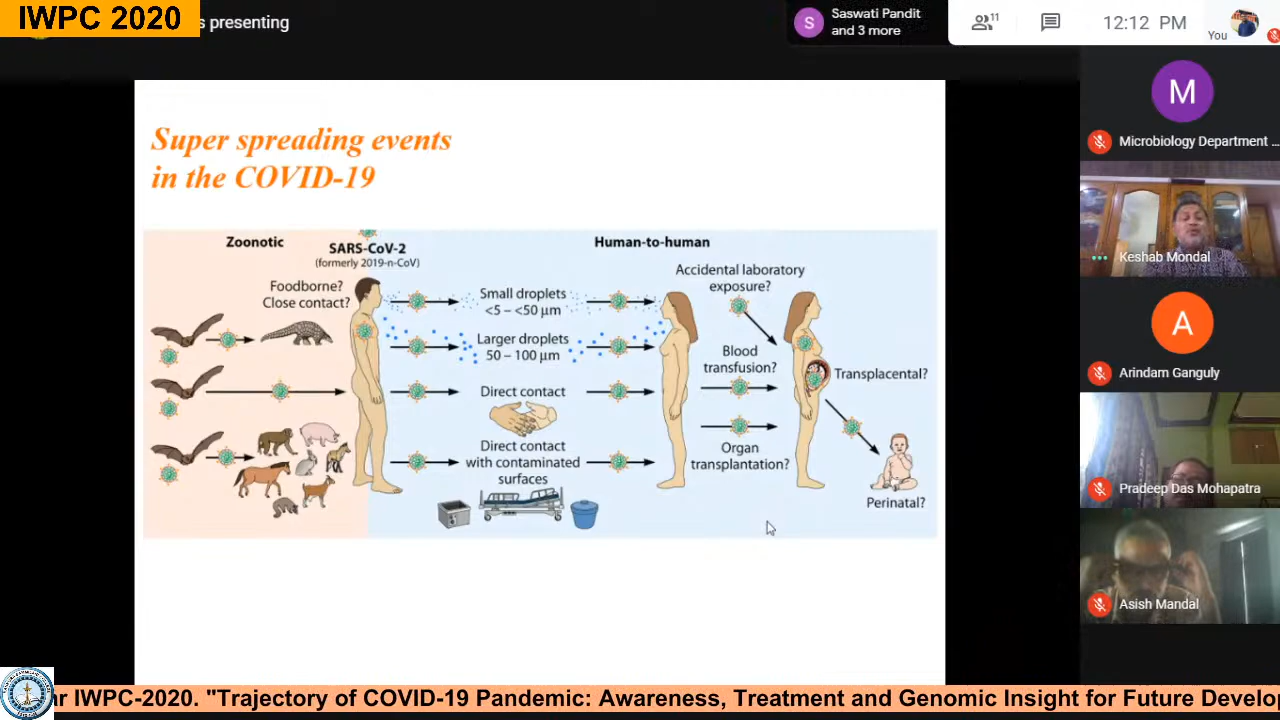 IWPC 2020
s presenting
S
Saswati Pandit
and 3 more
11
12:12 PM
You
M
Microbiology Department ...
Keshab Mondal
A
Arindam Ganguly
Pradeep Das Mohapatra
Asish Mandal
Super spreading events
in the COVID-19
Zoonotic
SARS-CoV-2
(formerly 2019-n-CoV)
Human-to-human
Foodborne?
Close contact?
Small droplets
<5 – <50 µm
Larger droplets
50 – 100 µm
Direct contact
Direct contact
with contaminated
surfaces
Accidental laboratory
exposure?
Blood
transfusion?
Organ
transplantation?
Transplacental?
Perinatal?
ar IWPC-2020. "Trajectory of COVID-19 Pandemic: Awareness, Treatment and Genomic Insight for Future Develo